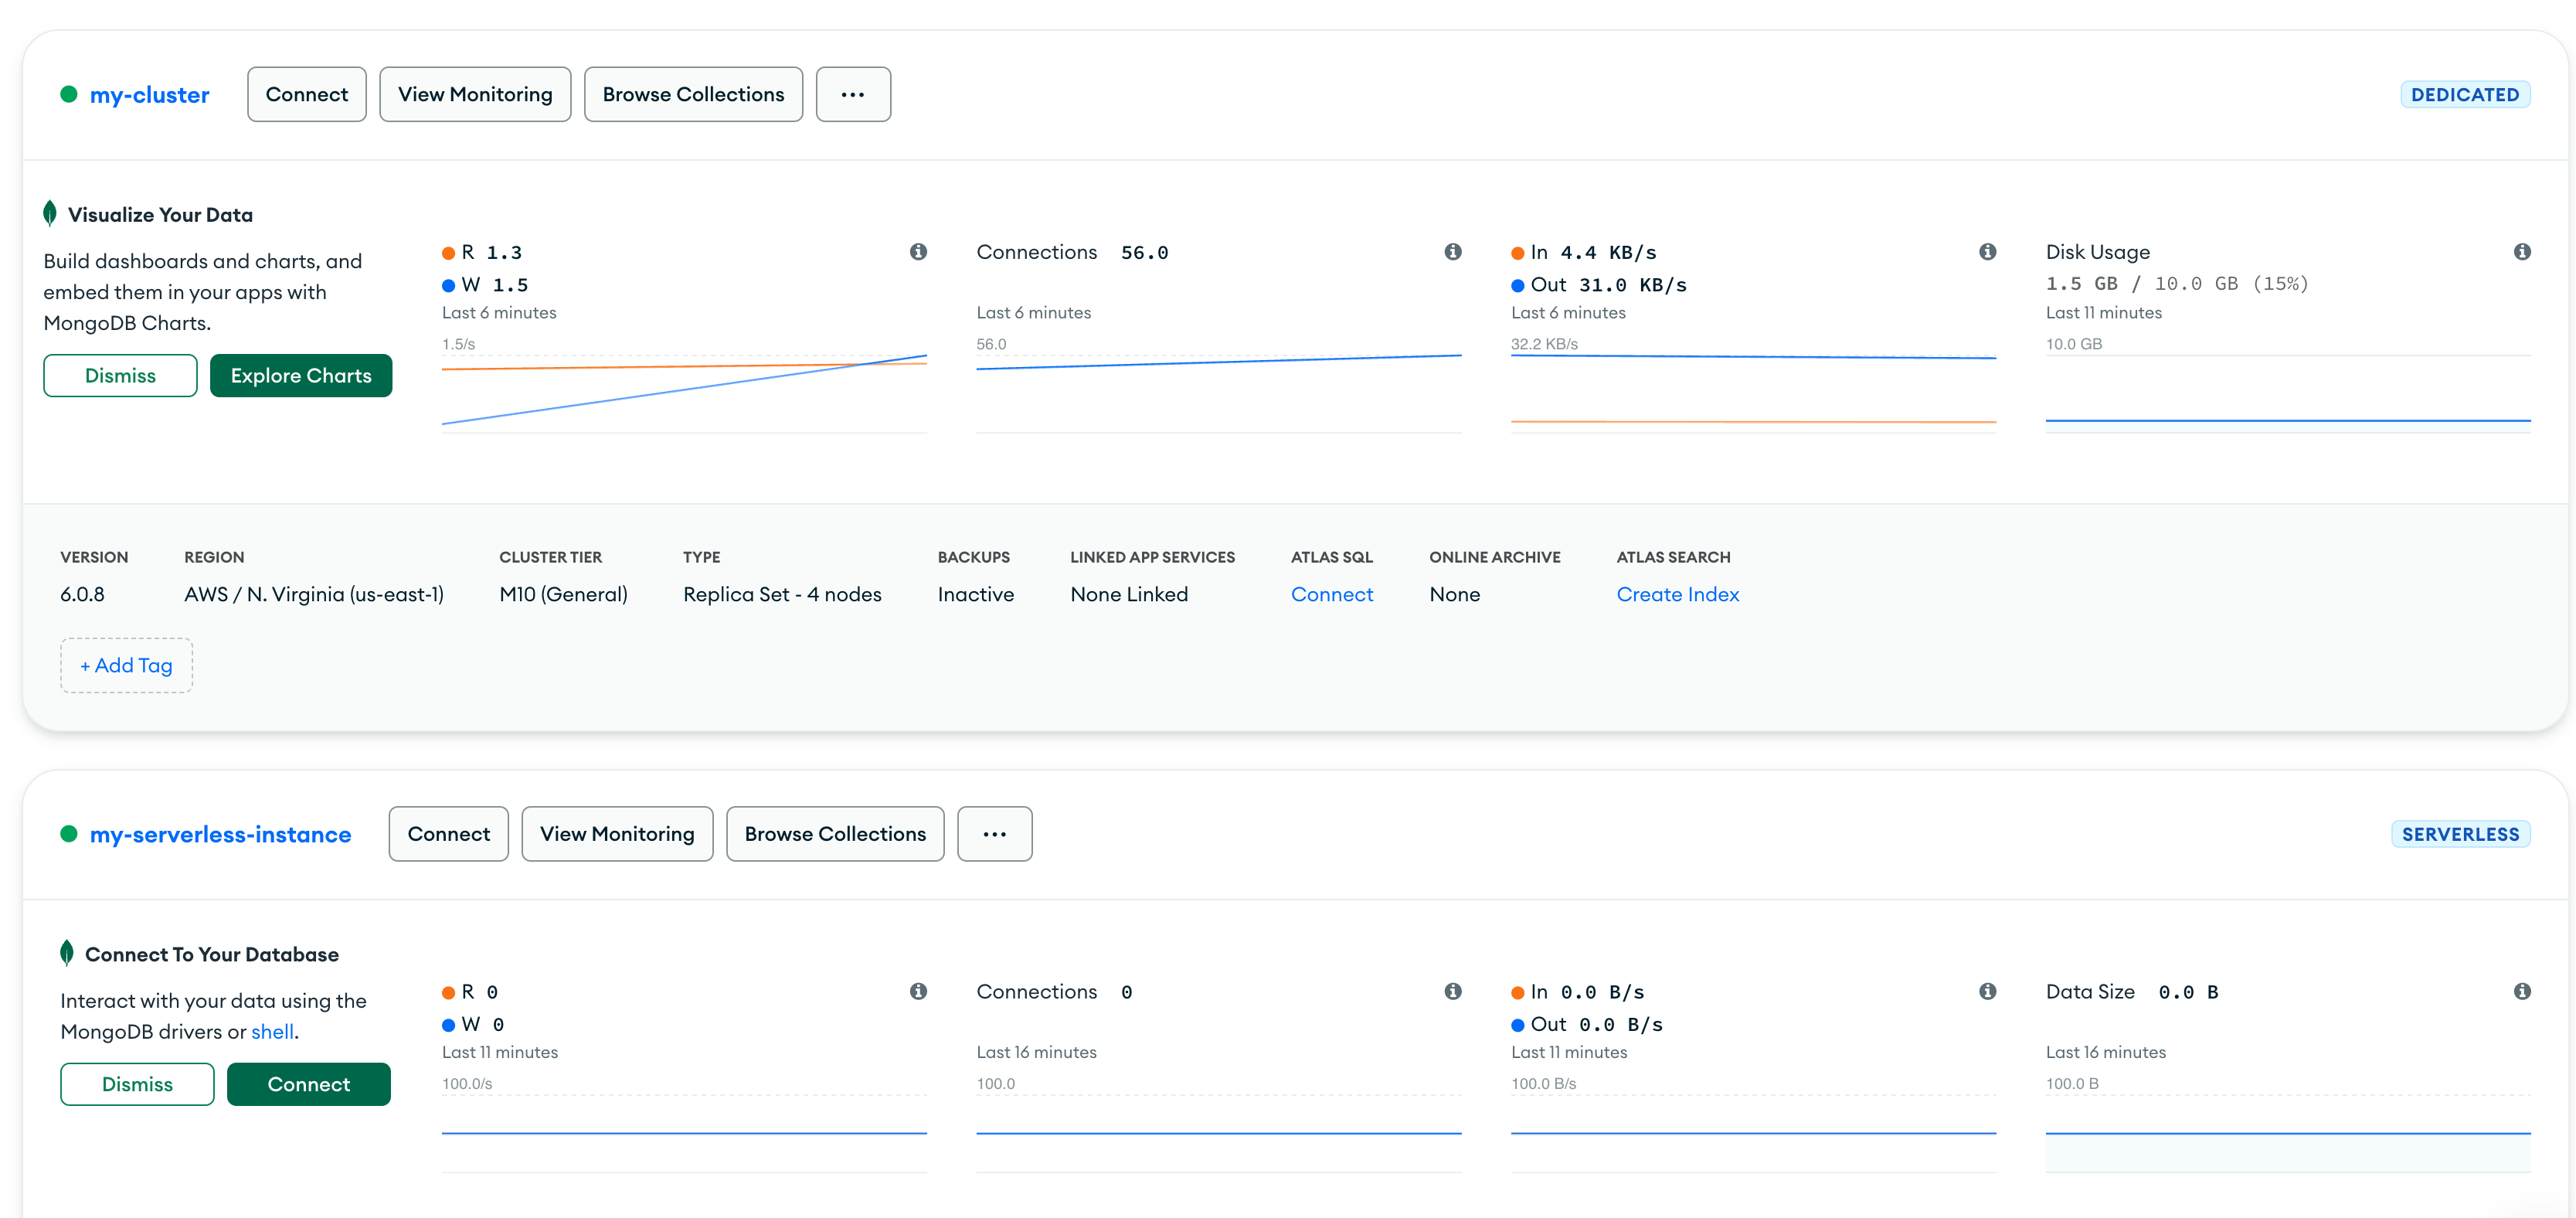 my-cluster Connect View Monitoring Browse Collections ... DEDICATED
Visualize Your Data
Build dashboards and charts, and
embed them in your apps with
MongoDB Charts.
Dismiss Explore Charts
R 1.3
W 1.5
Last 6 minutes
1.5/s
Connections 56.0
Last 6 minutes
56.0
In 4.4 KB/s
Out 31.0 KB/s
Last 6 minutes
32.2 KB/s
Disk Usage
1.5 GB / 10.0 GB (15%)
Last 11 minutes
10.0 GB
VERSION REGION CLUSTER TIER TYPE BACKUPS LINKED APP SERVICES ATLAS SQL ONLINE ARCHIVE ATLAS SEARCH
6.0.8 AWS / N. Virginia (us-east-1) M10 (General) Replica Set - 4 nodes Inactive None Linked Connect None Create Index
+ Add Tag
my-serverless-instance Connect View Monitoring Browse Collections ... SERVERLESS
Connect To Your Database
Interact with your data using the
MongoDB drivers or shell.
Dismiss Connect
R 0
W 0
Last 11 minutes
100.0/s
Connections 0
Last 16 minutes
100.0
In 0.0 B/s
Out 0.0 B/s
Last 11 minutes
100.0 B/s
Data Size 0.0 B
Last 16 minutes
100.0 B